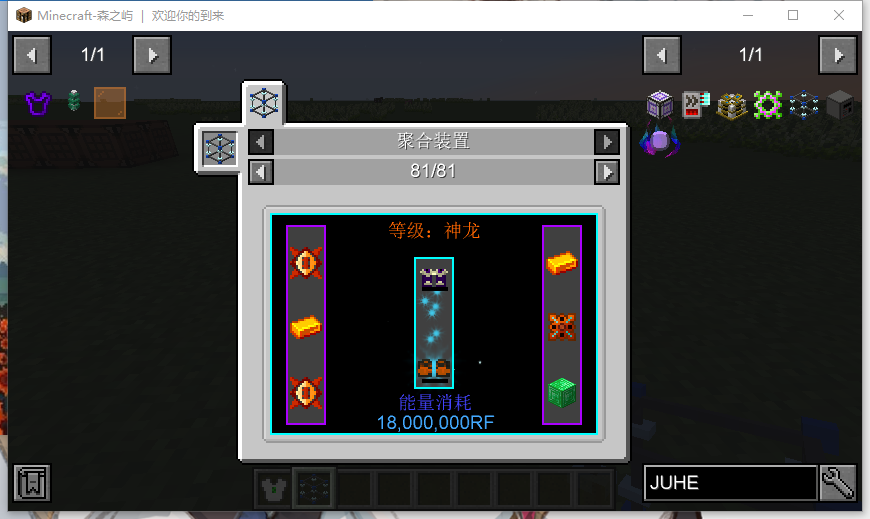 Minecraft-森之屿 | 欢迎你的到来
1/1
1/1
聚合装置
81/81
等级：神龙
能量消耗
18,000,000RF
JUHE